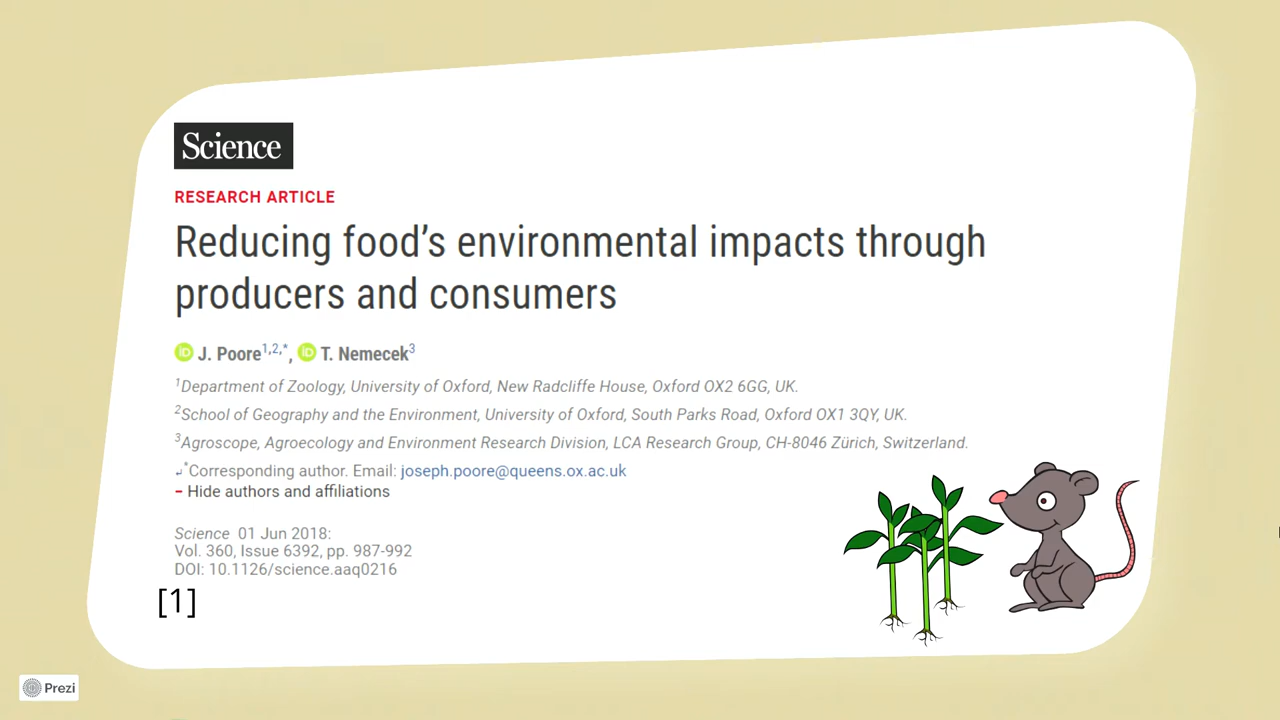 Science
RESEARCH ARTICLE
Reducing food’s environmental impacts through
producers and consumers
iD J. Poore1,2,*, iD T. Nemecek3
1Department of Zoology, University of Oxford, New Radcliffe House, Oxford OX2 6GG, UK.
2School of Geography and the Environment, University of Oxford, South Parks Road, Oxford OX1 3QY, UK.
3Agroscope, Agroecology and Environment Research Division, LCA Research Group, CH-8046 Zürich, Switzerland.
↵*Corresponding author. Email: joseph.poore@queens.ox.ac.uk
– Hide authors and affiliations
Science 01 Jun 2018:
Vol. 360, Issue 6392, pp. 987-992
DOI: 10.1126/science.aaq0216
[1]
Prezi